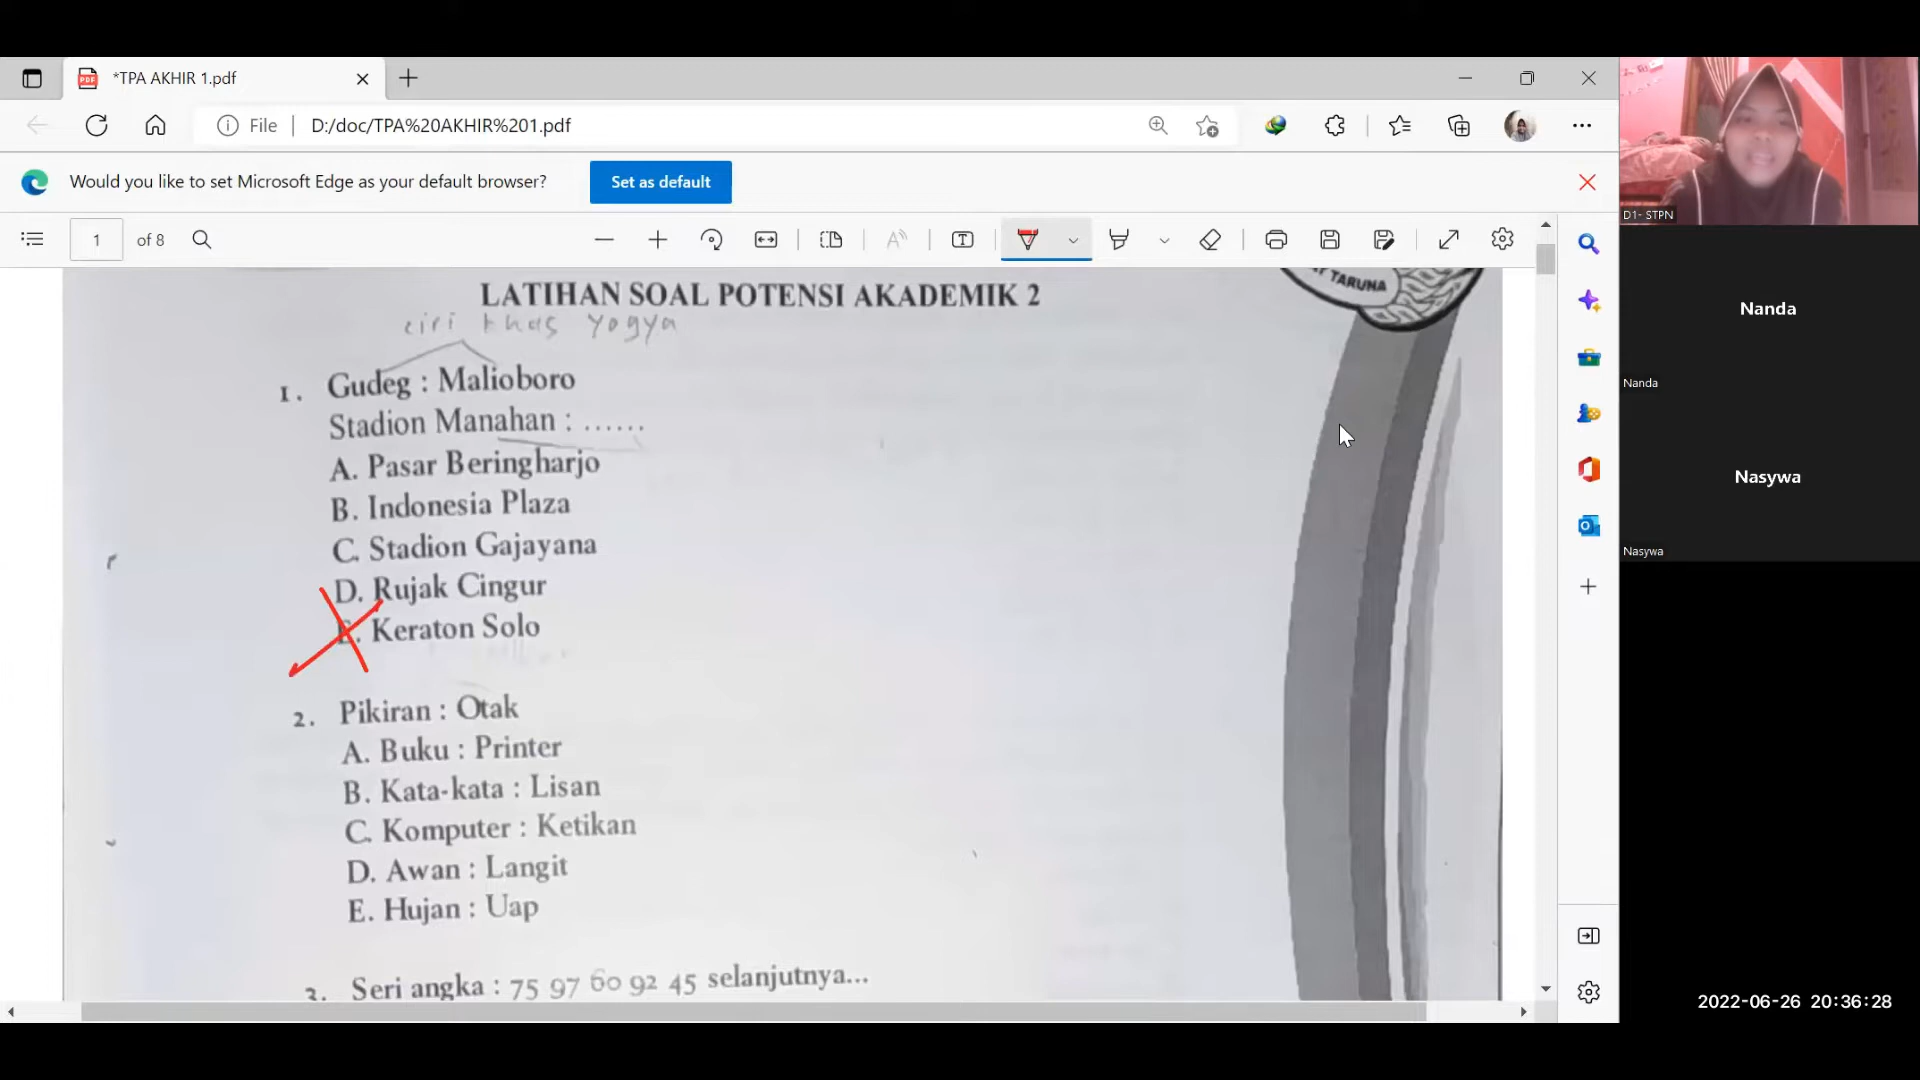 *TPA AKHIR 1.pdf
File D:/doc/TPA%20AKHIR%201.pdf
Would you like to set Microsoft Edge as your default browser? Set as default
1 of 8
TARUNA
LATIHAN SOAL POTENSI AKADEMIK 2
ciri khas Yogya
1. Gudeg : Malioboro
Stadion Manahan : ......
A. Pasar Beringharjo
B. Indonesia Plaza
C. Stadion Gajayana
D. Rujak Cingur
E. Keraton Solo
2. Pikiran : Otak
A. Buku : Printer
B. Kata-kata : Lisan
C. Komputer : Ketikan
D. Awan : Langit
E. Hujan : Uap
3. Seri angka : 75 97 60 92 45 selanjutnya...
D1- STPN
Nanda
Nanda
Nasywa
Nasywa
2022-06-26 20:36:28